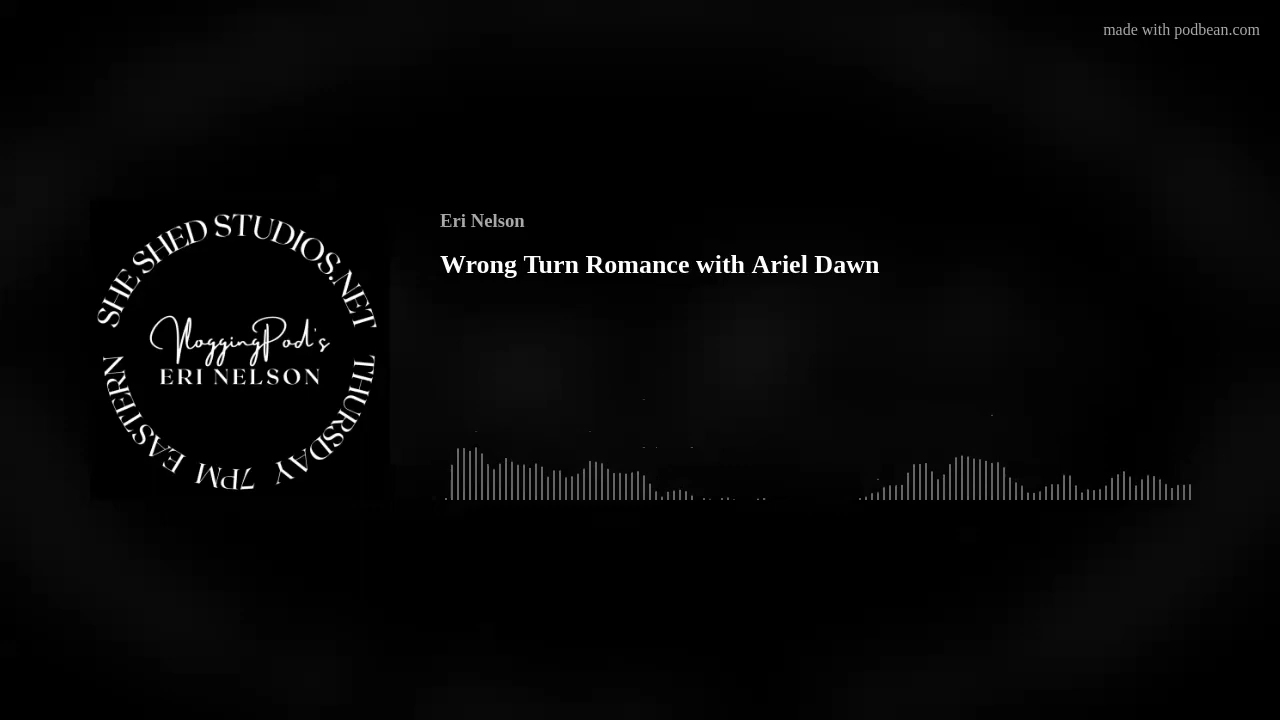 made with podbean.com
SHE SHED STUDIOS.NET
VloggingPod's
ERI NELSON
THURSDAY 7PM EASTERN
Eri Nelson
Wrong Turn Romance with Ariel Dawn